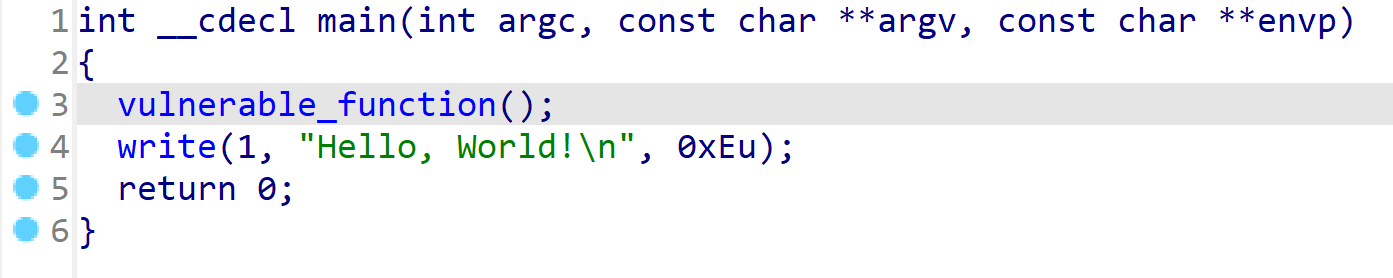 1 int __cdecl main(int argc, const char **argv, const char **envp)
2 {
3   vulnerable_function();
4   write(1, "Hello, World!\n", 0xEu);
5   return 0;
6 }